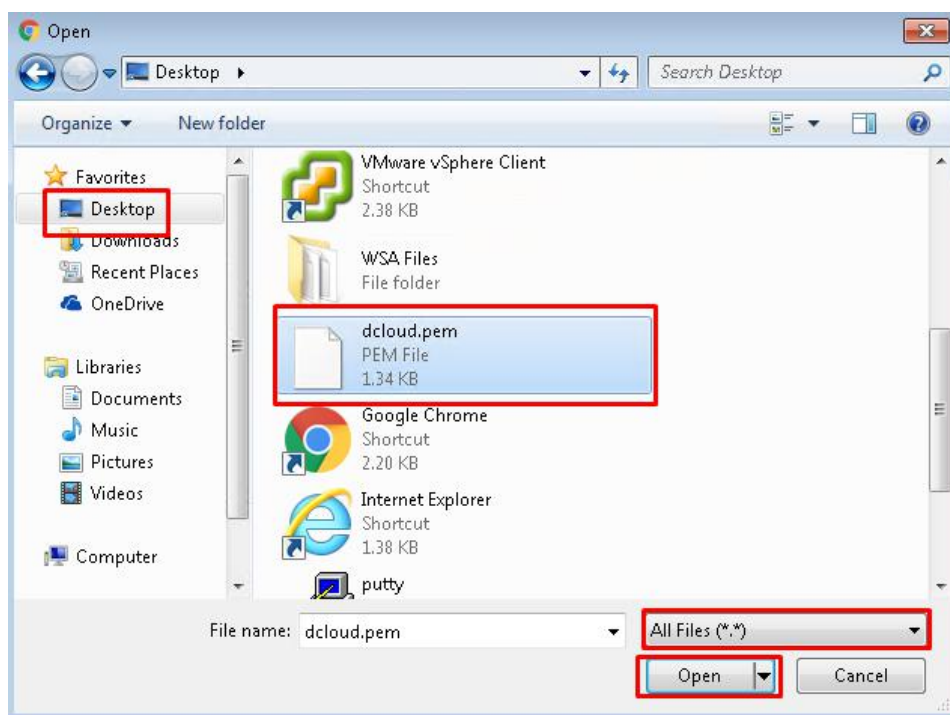 Open
Desktop
Search Desktop
Organize
New folder
Favorites
Desktop
Downloads
Recent Places
OneDrive
Libraries
Documents
Music
Pictures
Videos
Computer
VMware vSphere Client
Shortcut
2.38 KB
WSA Files
File folder
dcloud.pem
PEM File
1.34 KB
Google Chrome
Shortcut
2.20 KB
Internet Explorer
Shortcut
1.38 KB
putty
File name: dcloud.pem
All Files (*.*)
Open
Cancel